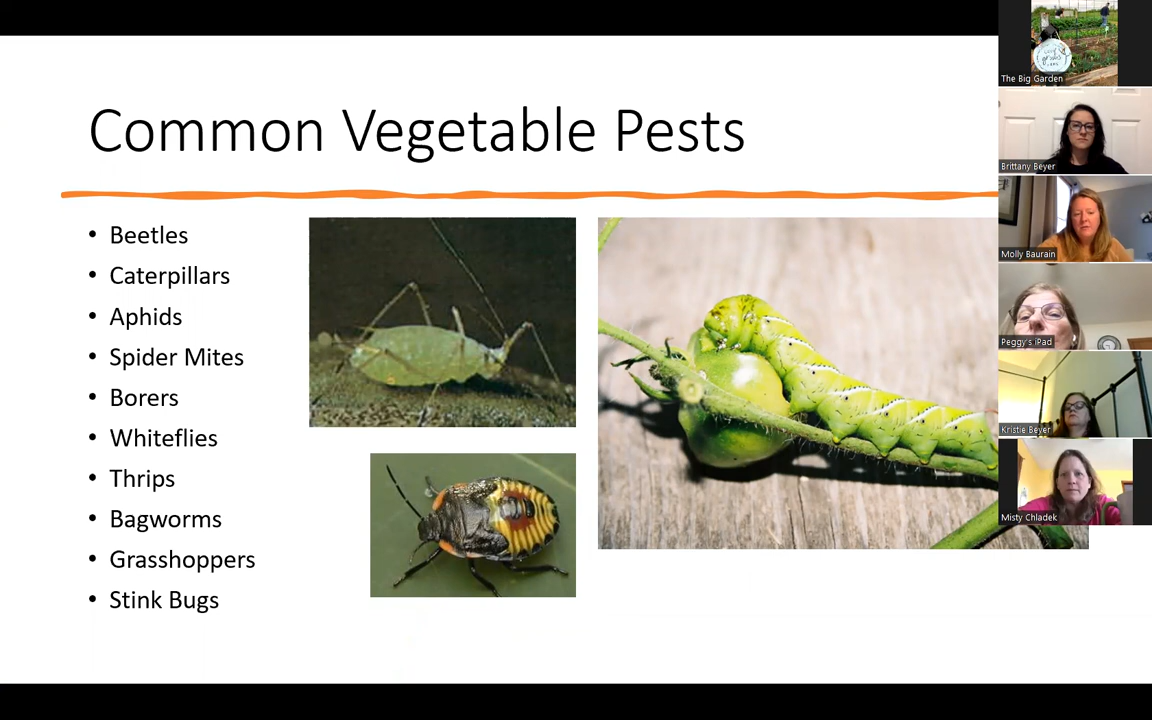 Common Vegetable Pests
• Beetles
• Caterpillars
• Aphids
• Spider Mites
• Borers
• Whiteflies
• Thrips
• Bagworms
• Grasshoppers
• Stink Bugs
The Big Garden
Brittany Beyer
Molly Baurain
Peggy's iPad
Kristie Beyer
Misty Chladek